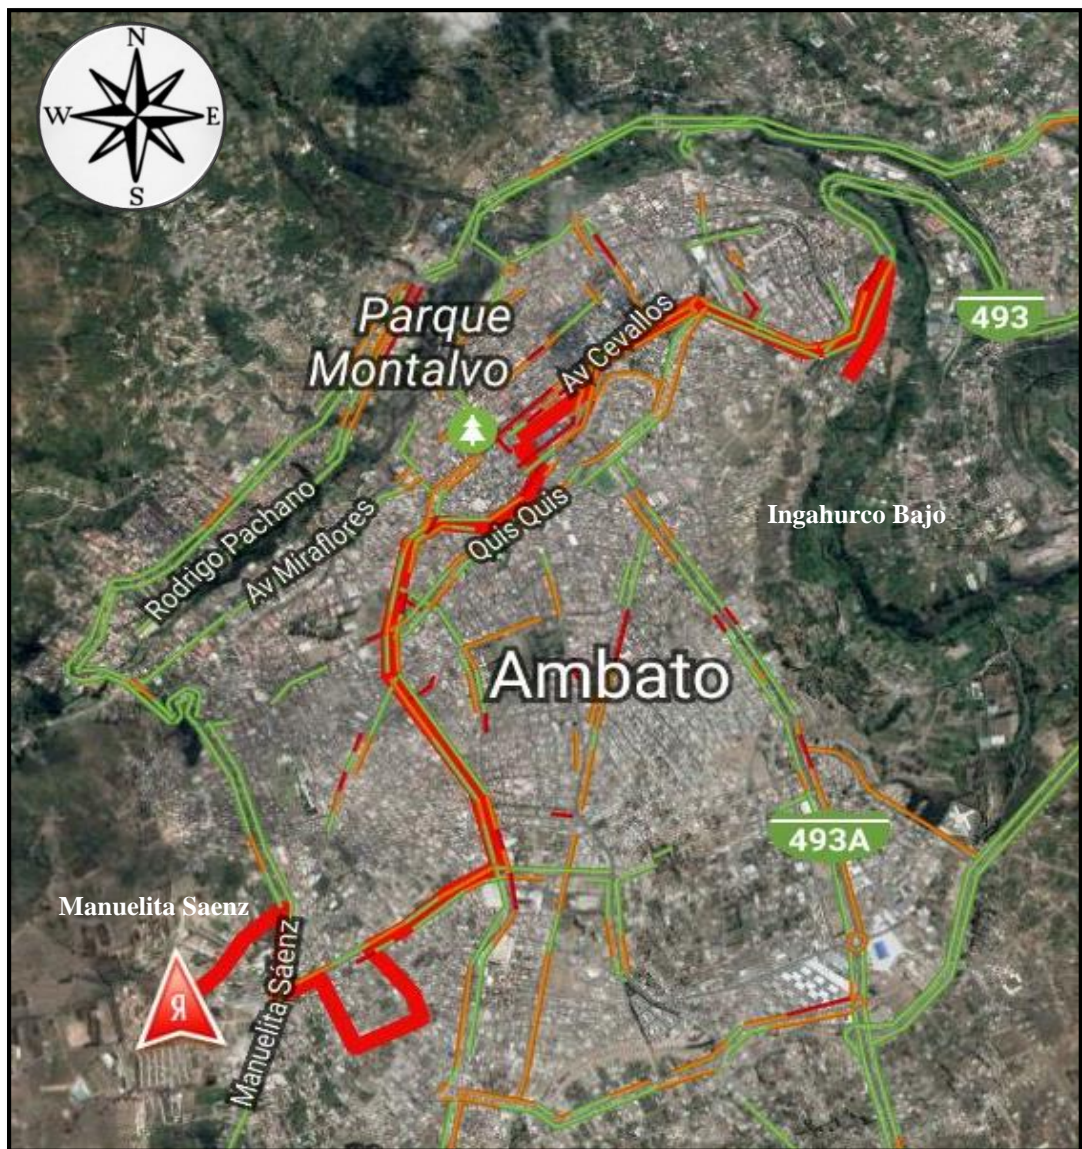 N
W E
S
Parque
Montalvo
Av Cevallos
493
Rodrigo Pachano
Av Miraflores
Quis Quis
Ingahurco Bajo
Ambato
493A
Manuelita Saenz
Manuelita Sáenz
Я